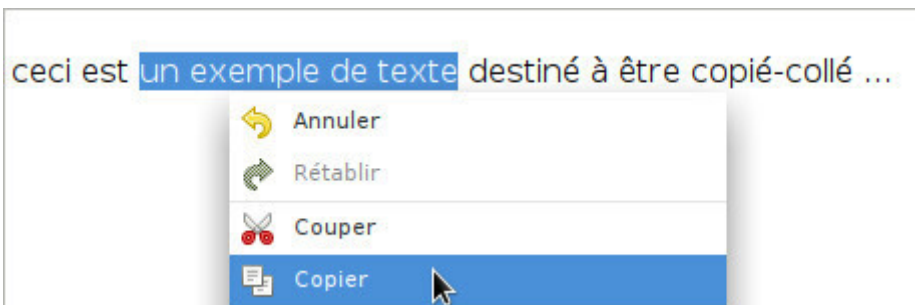 ceci est un exemple de texte destiné à être copié-collé ...
Annuler
Rétablir
Couper
Copier